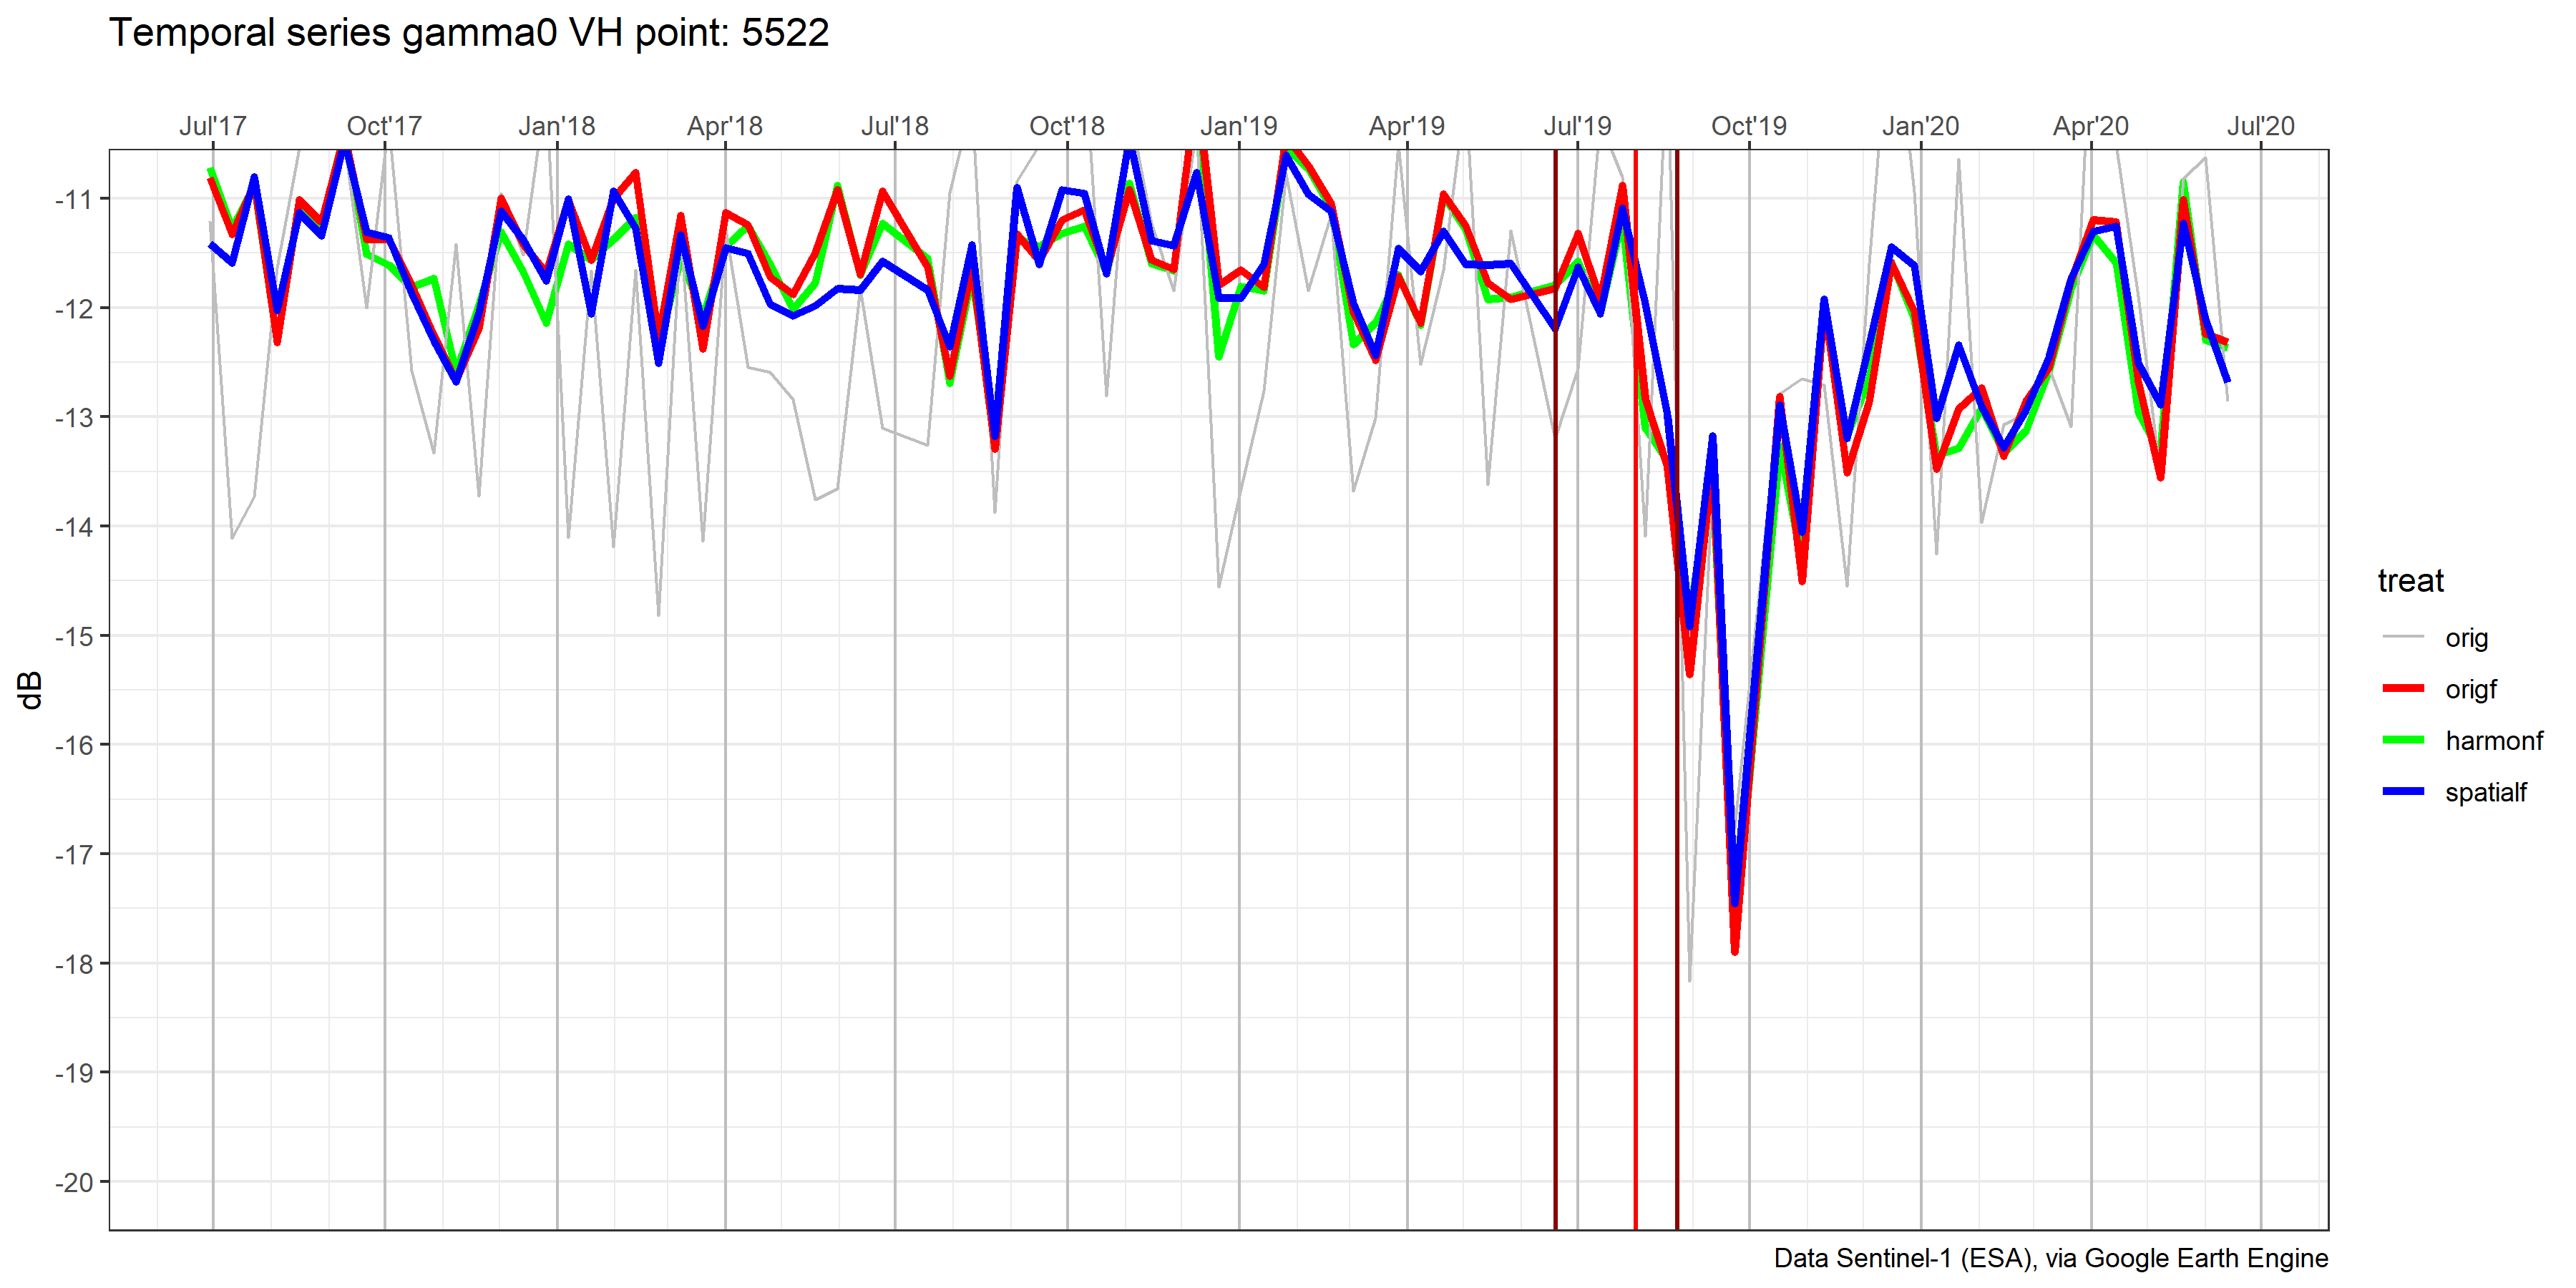 Temporal series gamma0 VH point: 5522
Jul'17 Oct'17 Jan'18 Apr'18 Jul'18 Oct'18 Jan'19 Apr'19 Jul'19 Oct'19 Jan'20 Apr'20 Jul'20
-11
-12
-13
-14
-15
-16
-17
-18
-19
-20
dB
treat
orig
origf
harmonf
spatialf
Data Sentinel-1 (ESA), via Google Earth Engine